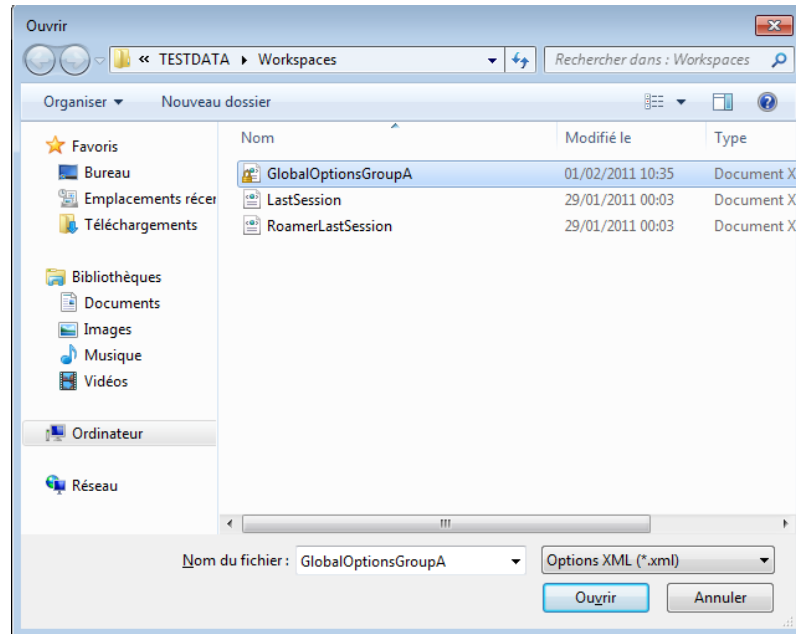 Ouvrir
« TESTDATA Workspaces
Rechercher dans : Workspaces
Organiser Nouveau dossier
Nom Modifié le Type
Favoris
Bureau
Emplacements récen
Téléchargements
Bibliothèques
Documents
Images
Musique
Vidéos
Ordinateur
Réseau
GlobalOptionsGroupA 01/02/2011 10:35 Document X
LastSession 29/01/2011 00:03 Document X
RoamerLastSession 29/01/2011 00:03 Document X
Nom du fichier : GlobalOptionsGroupA Options XML (*.xml)
Ouvrir Annuler